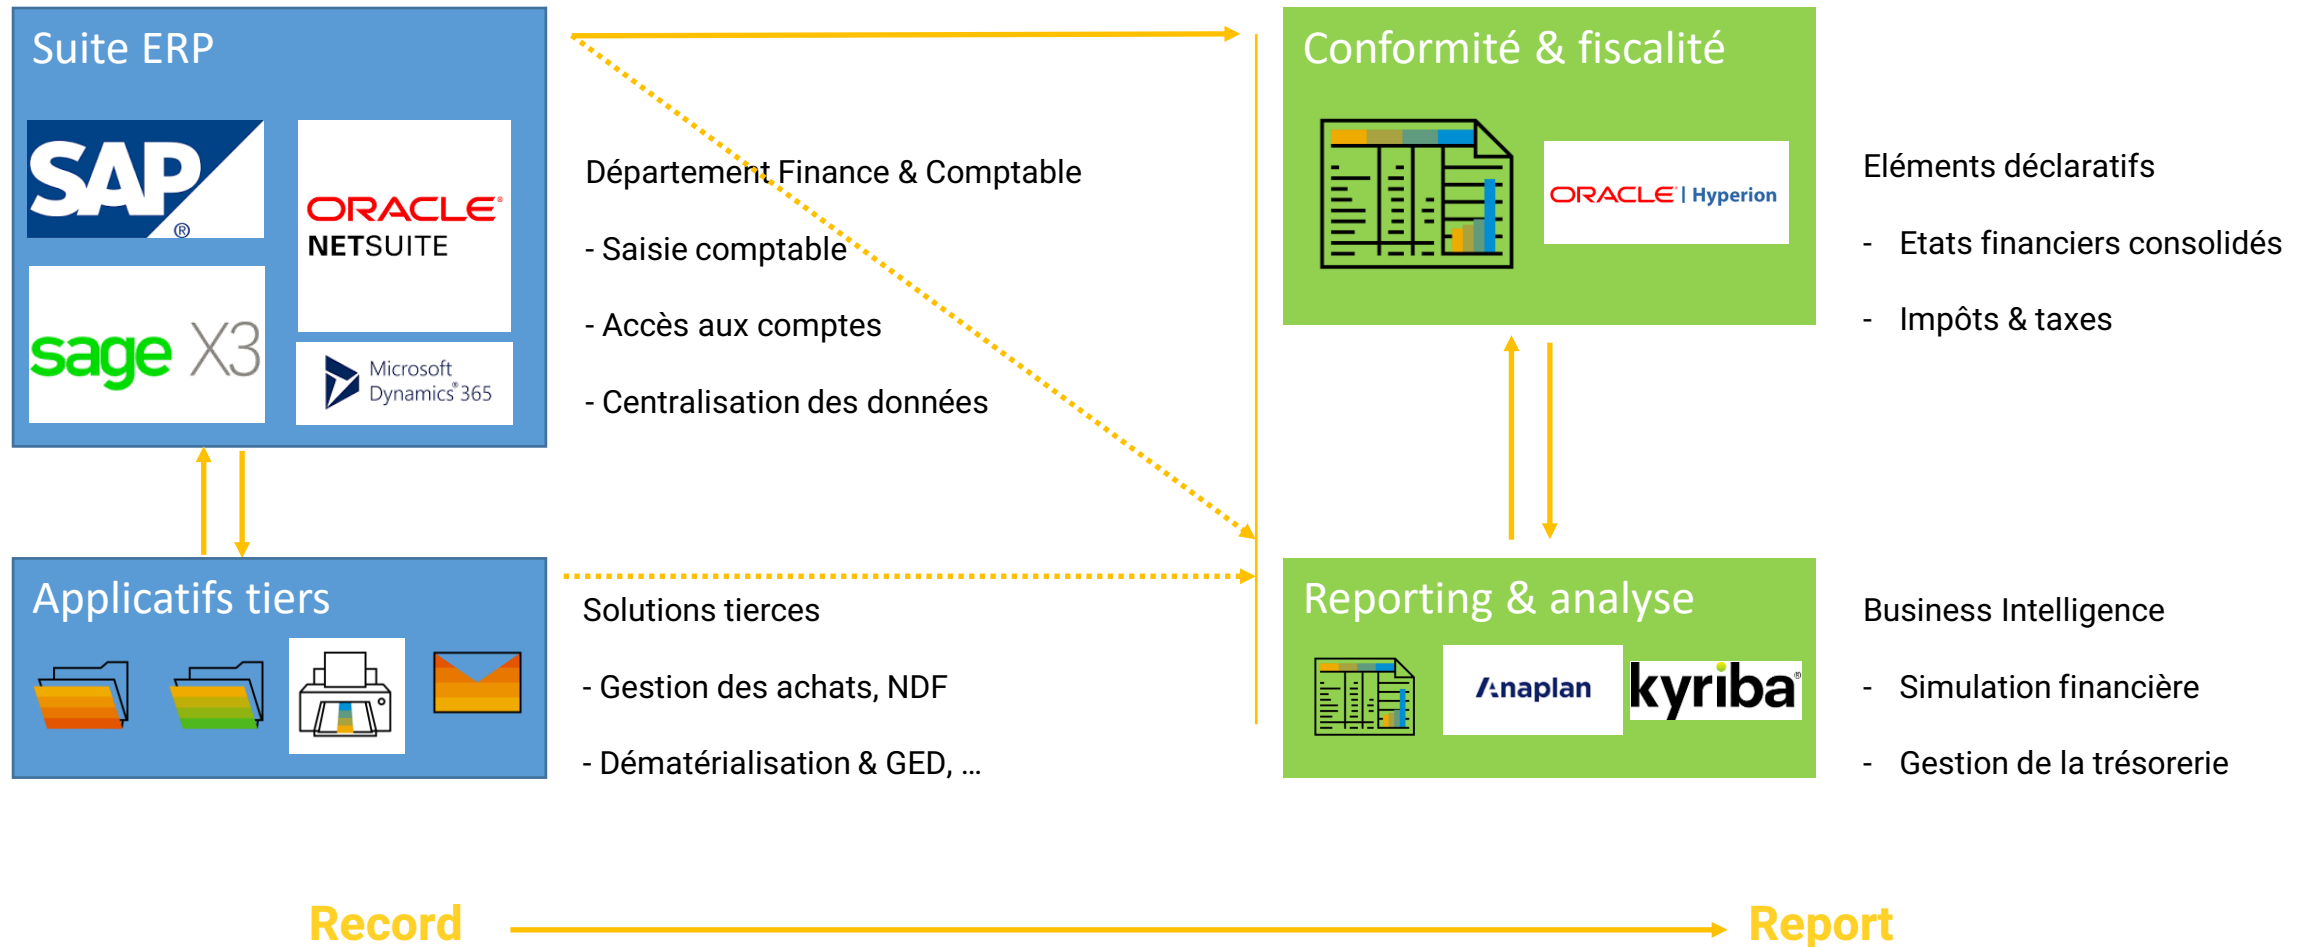 Suite ERP
SAP
®
ORACLE®
NETSUITE
sage X3
Microsoft
Dynamics® 365
Département Finance & Comptable
- Saisie comptable
- Accès aux comptes
- Centralisation des données
Conformité & fiscalité
ORACLE® | Hyperion
Eléments déclaratifs
- Etats financiers consolidés
- Impôts & taxes
Applicatifs tiers
Solutions tierces
- Gestion des achats, NDF
- Dématérialisation & GED, ...
Reporting & analyse
Anaplan
kyriba®
Business Intelligence
- Simulation financière
- Gestion de la trésorerie
Record
Report